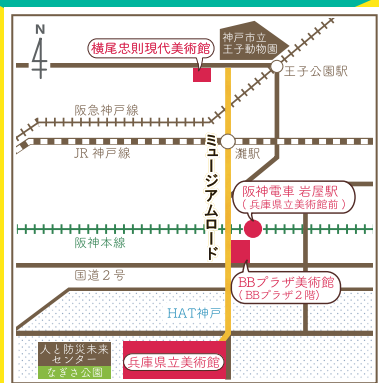 N
4
神戸市立
王子動物園
横尾忠則現代美術館
王子公園駅
阪急神戸線
JR 神戸線
灘駅
ミュージアムロード
阪神電車 岩屋駅
(兵庫県立美術館前)
阪神本線
BBプラザ美術館
(BBプラザ2階)
国道2号
HAT神戸
人と防災未来
センター
なぎさ公園
兵庫県立美術館